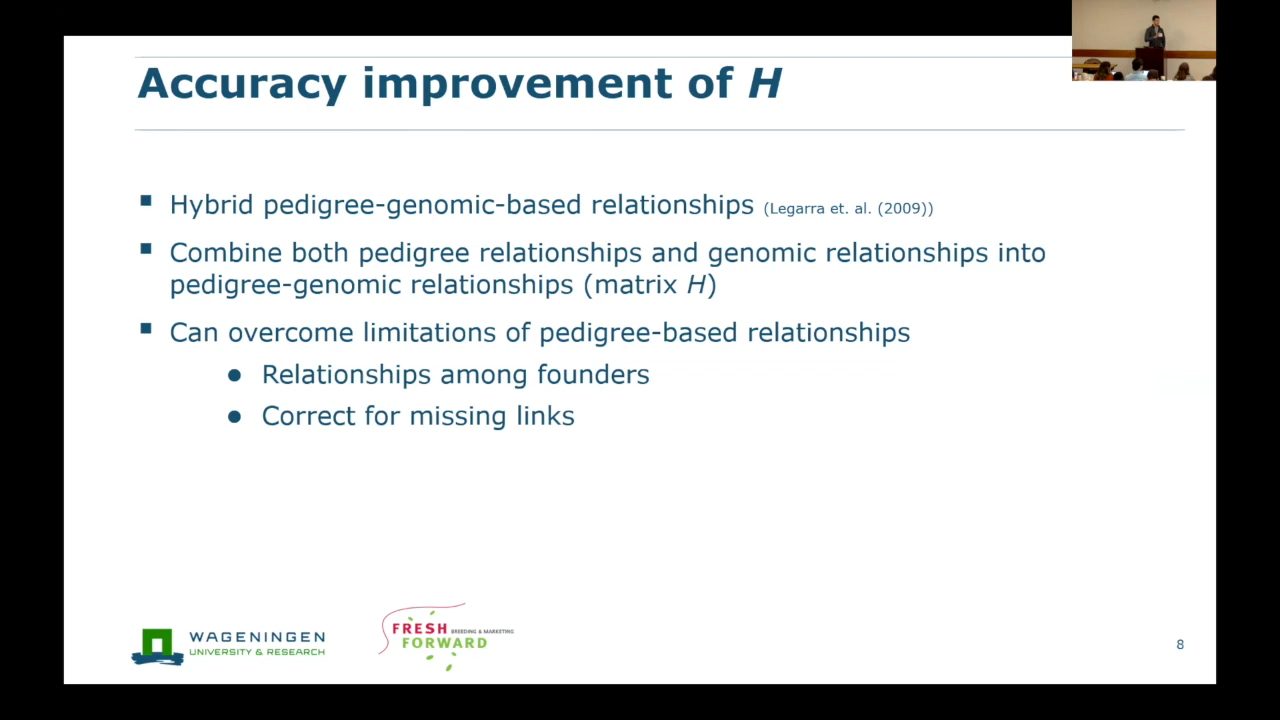 Accuracy improvement of H
▪ Hybrid pedigree-genomic-based relationships (Legarra et. al. (2009))
▪ Combine both pedigree relationships and genomic relationships into
pedigree-genomic relationships (matrix H)
▪ Can overcome limitations of pedigree-based relationships
● Relationships among founders
● Correct for missing links
WAGENINGEN
UNIVERSITY & RESEARCH
FRESH BREEDING & MARKETING
FORWARD
8